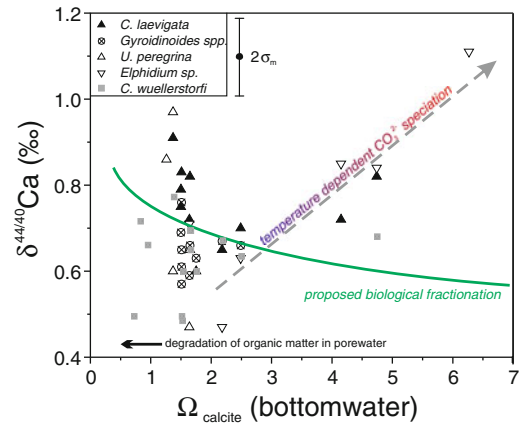 C. laevigata
Gyroidinoides spp.
U. peregrina
Elphidium sp.
C. wuellerstorfi
2σm
1.2
1.0
0.8
0.6
0.4
δ44/40Ca (‰)
temperature dependent CO3^2- speciation
proposed biological fractionation
degradation of organic matter in porewater
0 1 2 3 4 5 6 7
Ωcalcite (bottomwater)